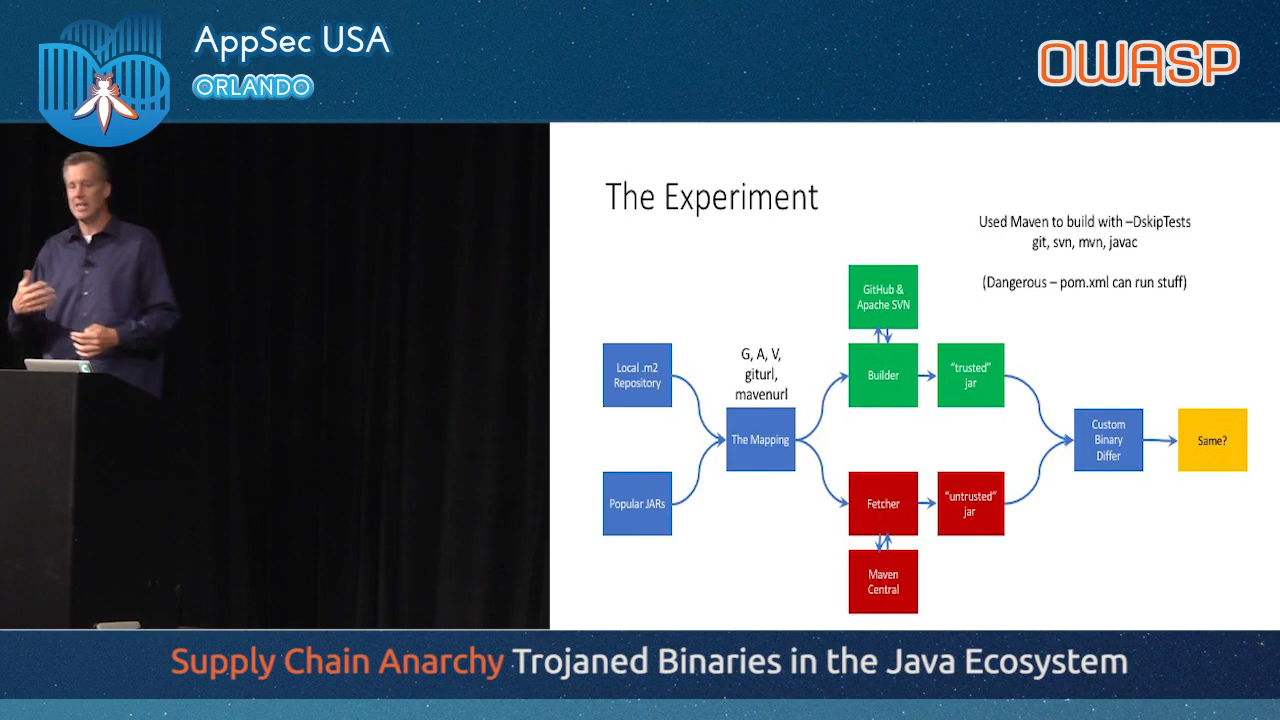 AppSec USA
ORLANDO
OWASP
The Experiment
Used Maven to build with –DskipTests
git, svn, mvn, javac
(Dangerous – pom.xml can run stuff)
GitHub &
Apache SVN
Local .m2
Repository
G, A, V,
giturl,
mavenurl
Builder
"trusted"
jar
The Mapping
Custom
Binary
Differ
Same?
Popular JARs
Fetcher
"untrusted"
jar
Maven
Central
Supply Chain Anarchy Trojaned Binaries in the Java Ecosystem